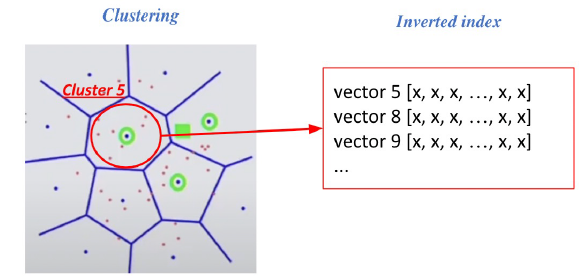 Clustering
Inverted index
Cluster 5
vector 5 [x, x, x, …, x, x]
vector 8 [x, x, x, …, x, x]
vector 9 [x, x, x, …, x, x]
...